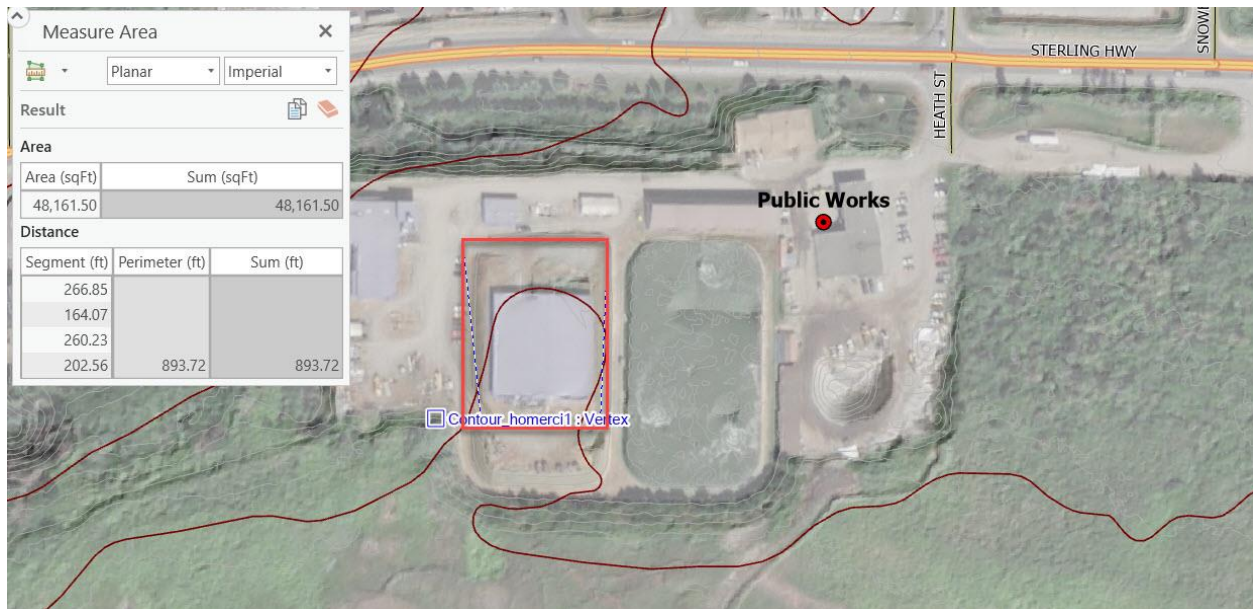 Measure Area
Planar
Imperial
Result
Area
Area (sqFt) Sum (sqFt)
48,161.50 48,161.50
Distance
Segment (ft) Perimeter (ft) Sum (ft)
266.85
164.07
260.23
202.56 893.72 893.72
STERLING HWY
HEATH ST
Public Works
Contour_homerci1 : Vertex